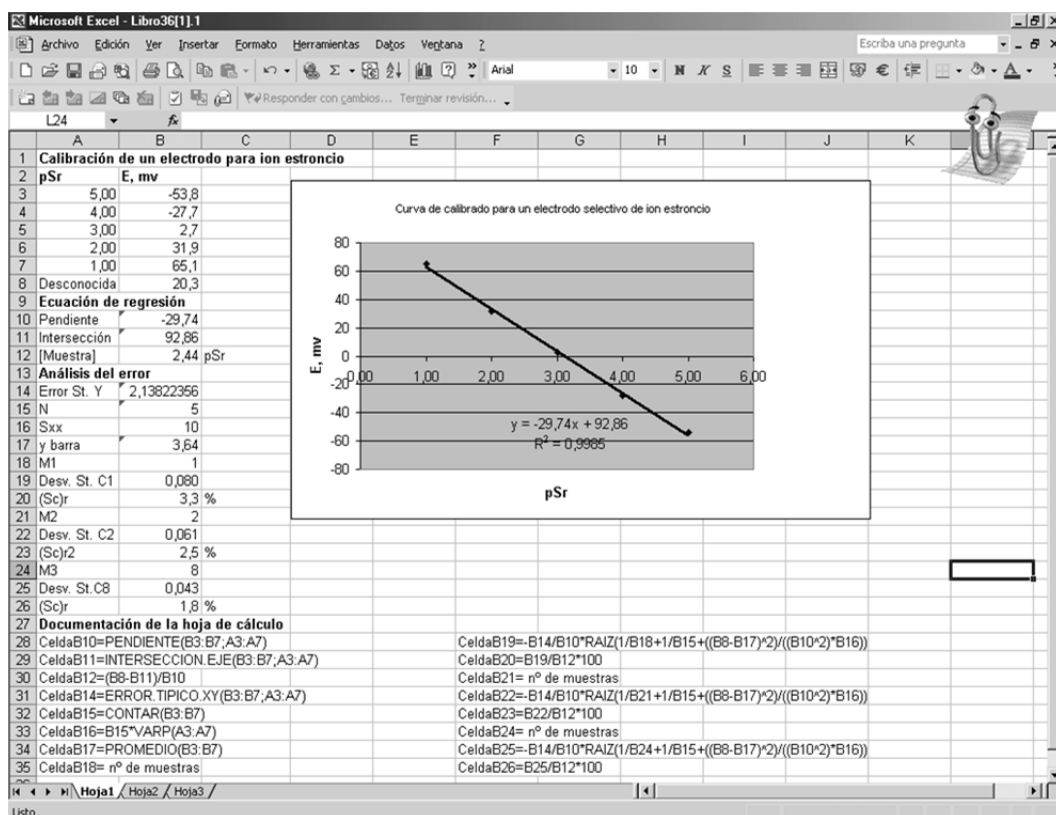 Microsoft Excel - Libro36[1].1
Archivo Edición Ver Insertar Formato Herramientas Datos Ventana ? Escriba una pregunta
Arial 10 N K S €
Responder con cambios... Terminar revisión...
L24 fx
A B C D E F G H I J K
1 Calibración de un electrodo para ion estroncio
2 pSr E, mv
3 5,00 -53,8
4 4,00 -27,7
5 3,00 2,7
6 2,00 31,9
7 1,00 65,1
8 Desconocida 20,3
9 Ecuación de regresión
10 Pendiente -29,74
11 Intersección 92,86
12 [Muestra] 2,44 pSr
13 Análisis del error
14 Error St. Y 2,13822356
15 N 5
16 Sxx 10
17 y barra 3,64
18 M1 1
19 Desv. St. C1 0,080
20 (Sc)r 3,3 %
21 M2 2
22 Desv. St. C2 0,061
23 (Sc)r2 2,5 %
24 M3 8
25 Desv. St.C8 0,043
26 (Sc)r 1,8 %
Curva de calibrado para un electrodo selectivo de ion estroncio
80
60
40
20
0
-20
-40
-60
-80
E, mv
0,00 1,00 2,00 3,00 4,00 5,00 6,00
y = -29,74x + 92,86
R² = 0,9985
pSr
27 Documentación de la hoja de cálculo
28 CeldaB10=PENDIENTE(B3:B7;A3:A7) CeldaB19=-B14/B10*RAIZ(1/B18+1/B15+((B8-B17)^2)/((B10^2)*B16))
29 CeldaB11=INTERSECCION.EJE(B3:B7;A3:A7) CeldaB20=B19/B12*100
30 CeldaB12=(B8-B11)/B10 CeldaB21= nº de muestras
31 CeldaB14=ERROR.TIPICO.XY(B3:B7;A3:A7) CeldaB22=-B14/B10*RAIZ(1/B21+1/B15+((B8-B17)^2)/((B10^2)*B16))
32 CeldaB15=CONTAR(B3:B7) CeldaB23=B22/B12*100
33 CeldaB16=B15*VARP(A3:A7) CeldaB24= nº de muestras
34 CeldaB17=PROMEDIO(B3:B7) CeldaB25=-B14/B10*RAIZ(1/B24+1/B15+((B8-B17)^2)/((B10^2)*B16))
35 CeldaB18= nº de muestras CeldaB26=B25/B12*100
Hoja1 Hoja2 Hoja3
Listo